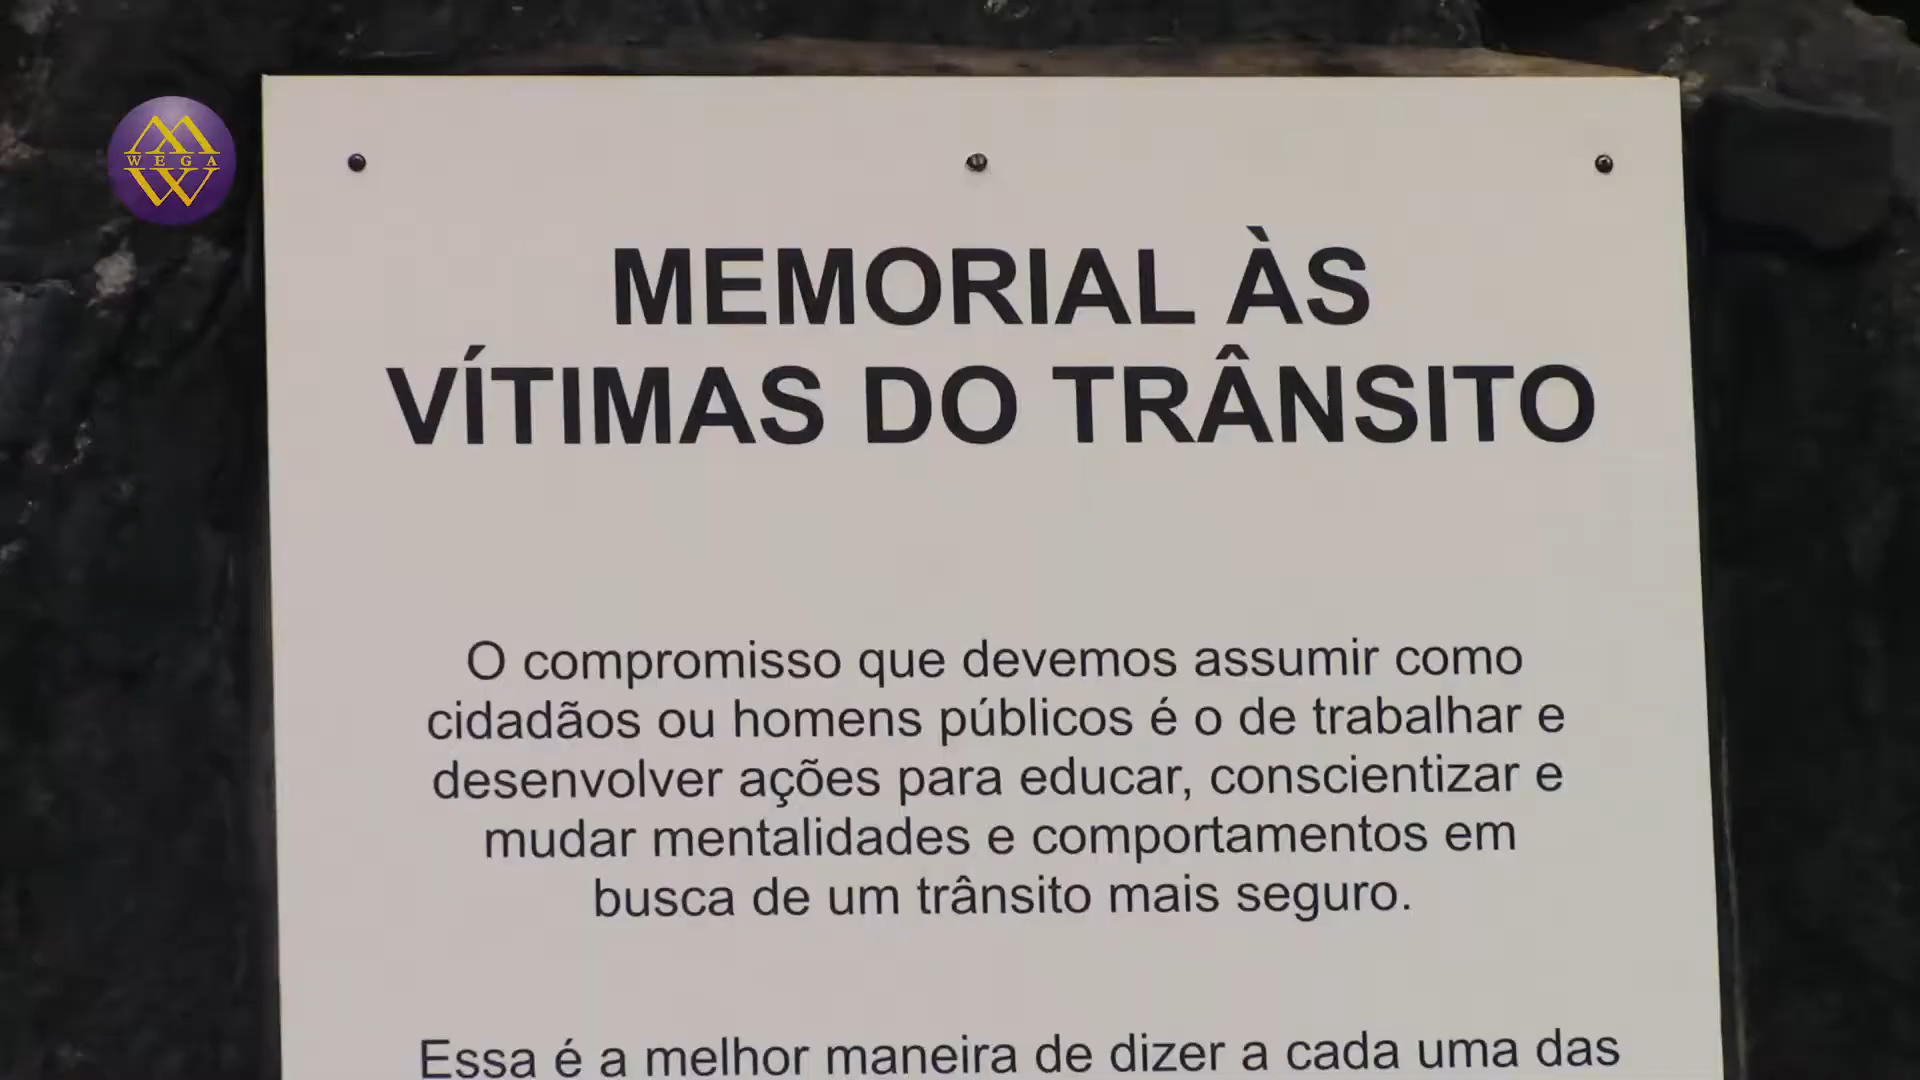 WEGA
MEMORIAL ÀS
VÍTIMAS DO TRÂNSITO
O compromisso que devemos assumir como
cidadãos ou homens públicos é o de trabalhar e
desenvolver ações para educar, conscientizar e
mudar mentalidades e comportamentos em
busca de um trânsito mais seguro.
Essa é a melhor maneira de dizer a cada uma das